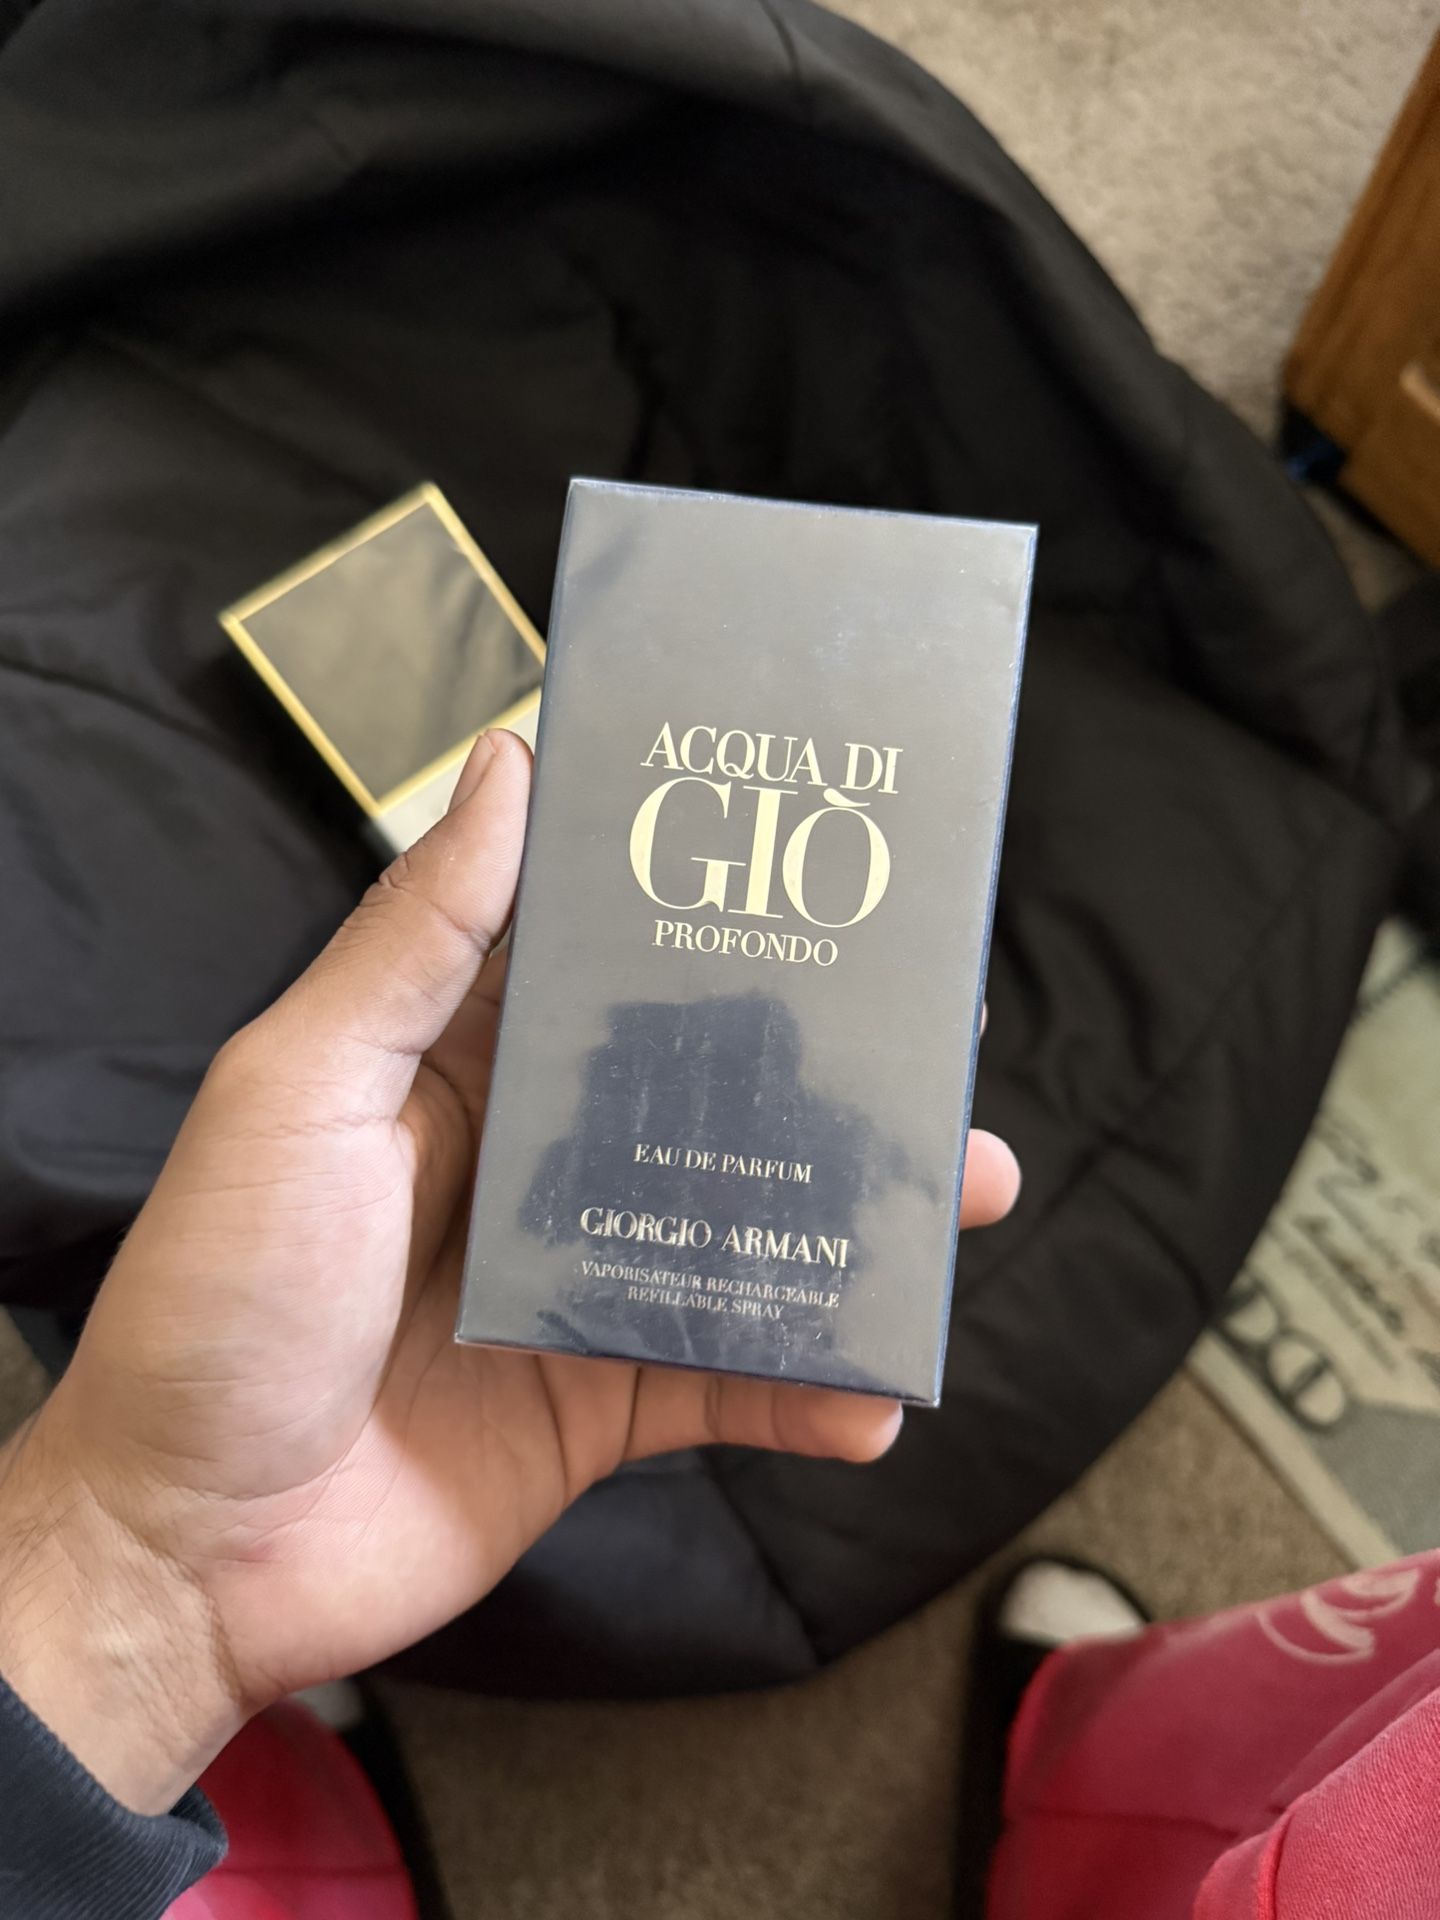 ACQUA DI
GIÒ
PROFONDO
EAU DE PARFUM
GIORGIO ARMANI
VAPORISATEUR RECHARGEABLE
REFILLABLE SPRAY